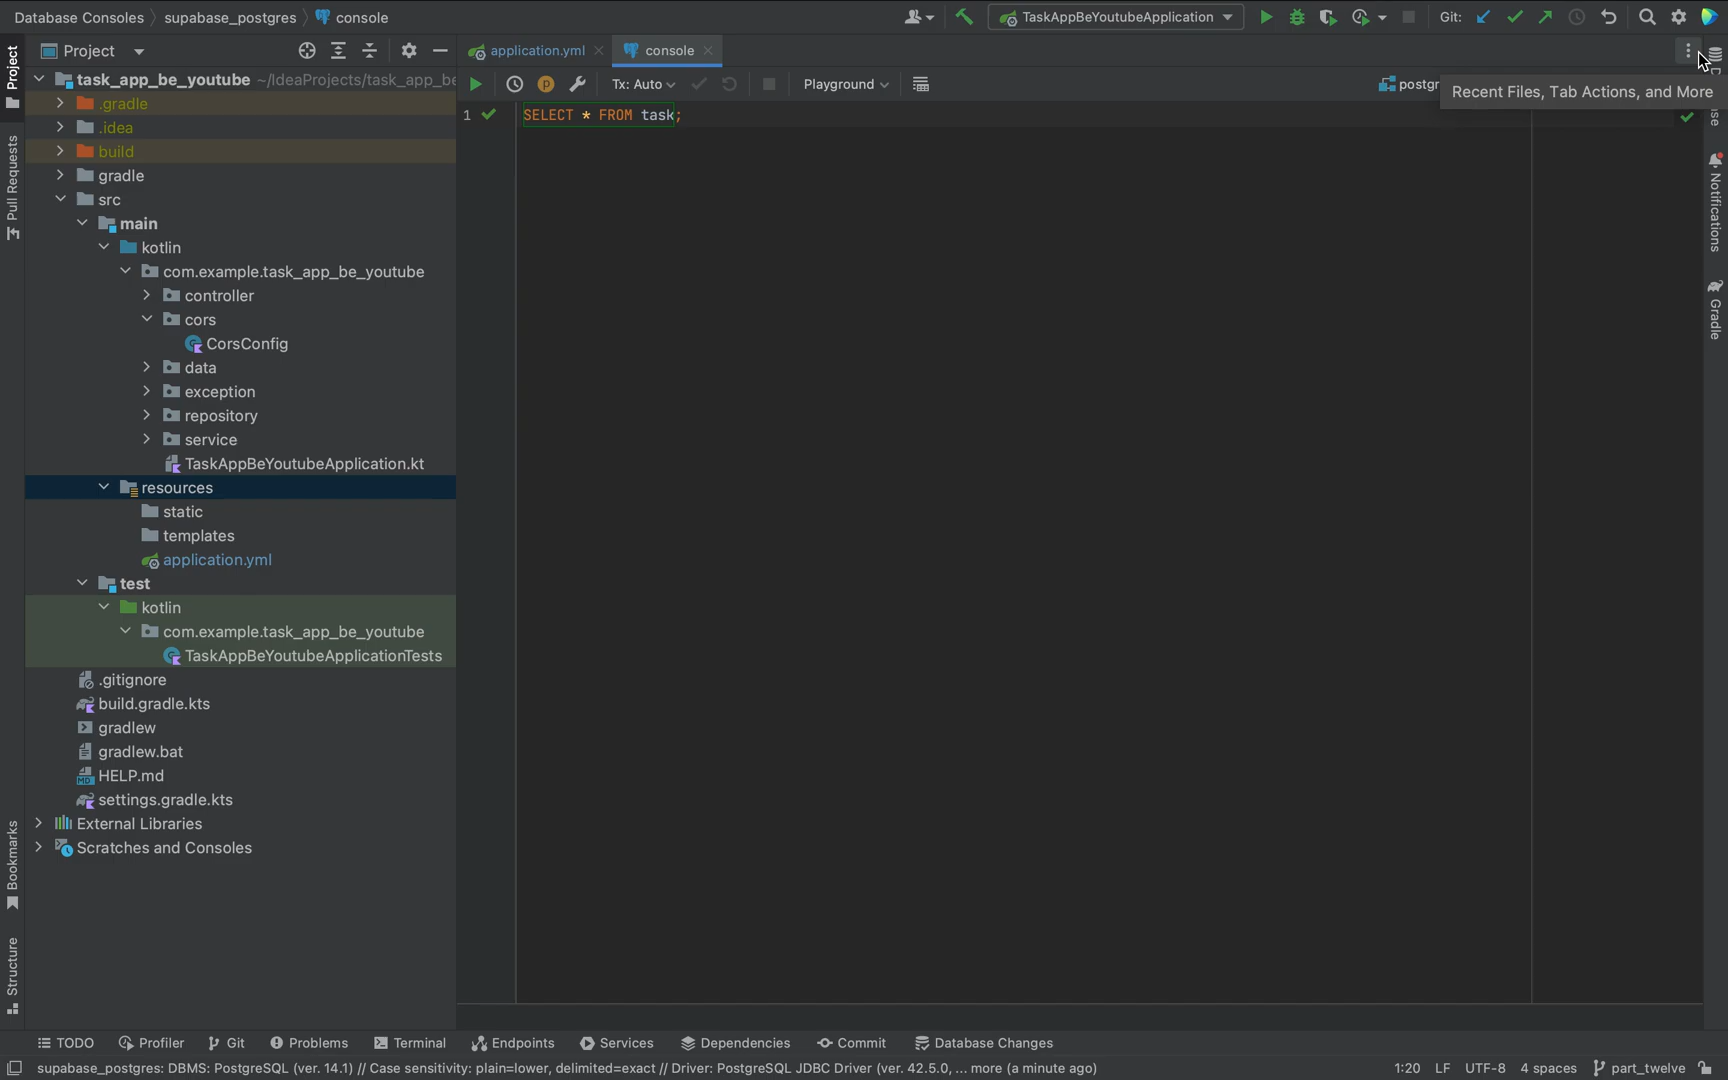 Database Consoles supabase_postgres console
TaskAppBeYoutubeApplication
Git:
Project
application.yml
console
Tx: Auto
Playground
postgr
Recent Files, Tab Actions, and More
1
SELECT * FROM task;
task_app_be_youtube ~/IdeaProjects/task_app_be
.gradle
.idea
build
gradle
src
main
kotlin
com.example.task_app_be_youtube
controller
cors
CorsConfig
data
exception
repository
service
TaskAppBeYoutubeApplication.kt
resources
static
templates
application.yml
test
kotlin
com.example.task_app_be_youtube
TaskAppBeYoutubeApplicationTests
.gitignore
build.gradle.kts
gradlew
gradlew.bat
MD HELP.md
settings.gradle.kts
External Libraries
Scratches and Consoles
Project
Pull Requests
Bookmarks
Structure
Notifications
Gradle
TODO Profiler Git Problems Terminal Endpoints Services Dependencies Commit Database Changes
supabase_postgres: DBMS: PostgreSQL (ver. 14.1) // Case sensitivity: plain=lower, delimited=exact // Driver: PostgreSQL JDBC Driver (ver. 42.5.0, ... more (a minute ago)
1:20 LF UTF-8 4 spaces part_twelve